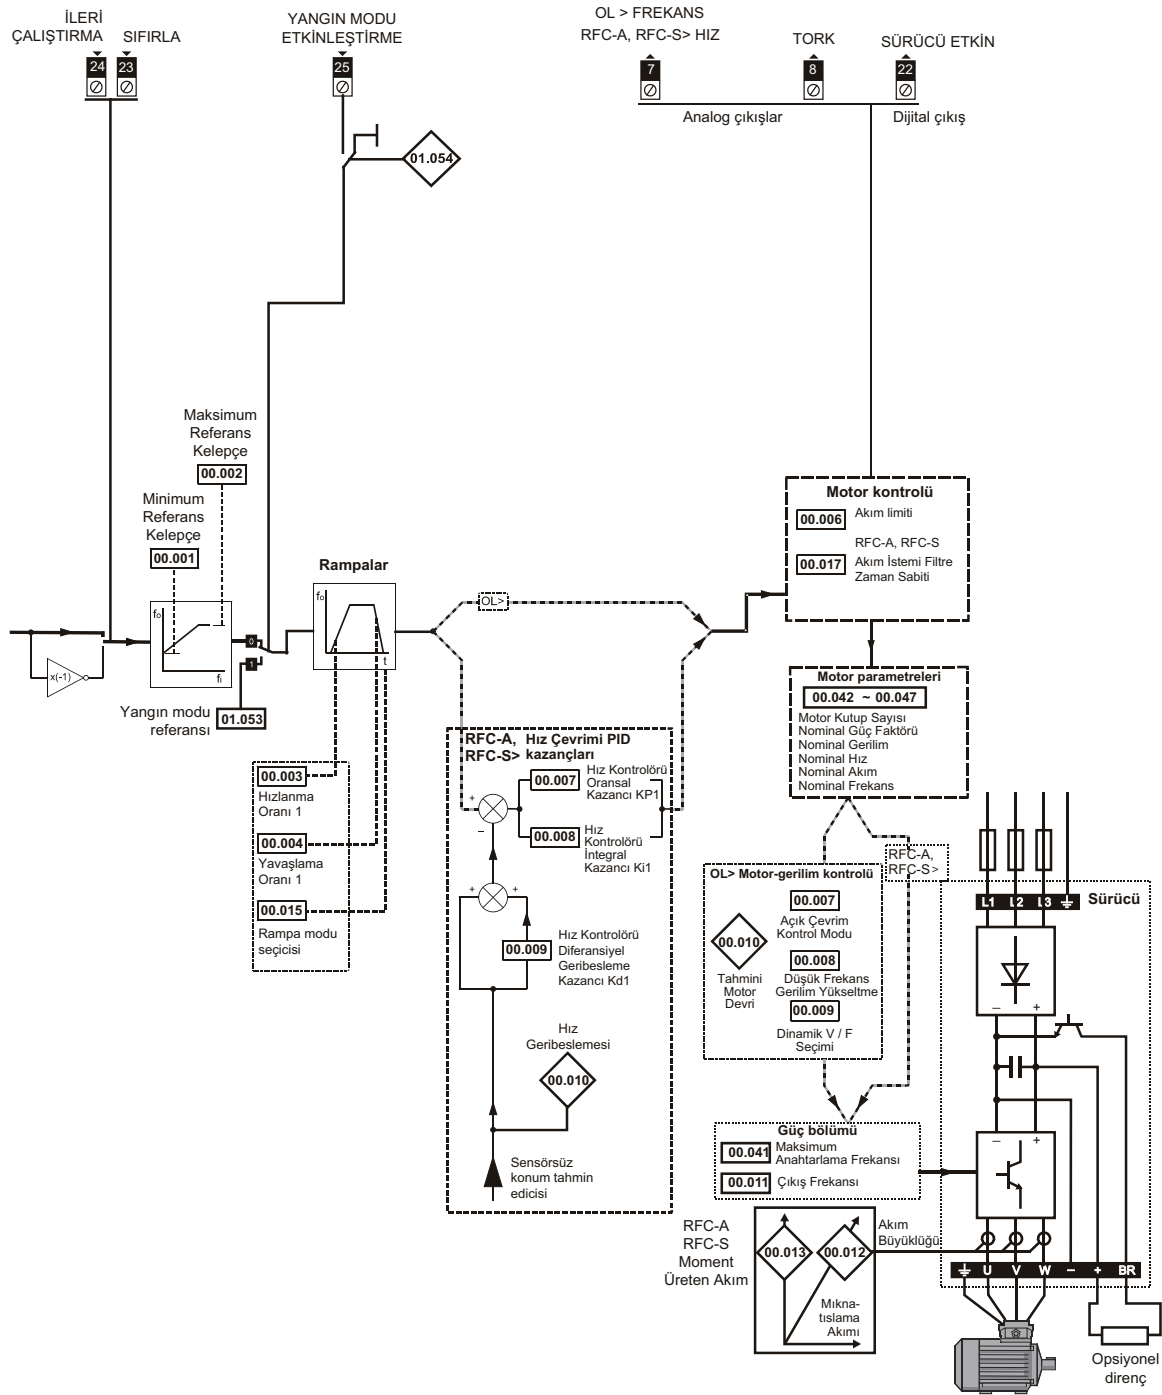 İLERİ
ÇALIŞTIRMA
SIFIRLA
24
23
YANGIN MODU
ETKİNLEŞTİRME
25
01.054
OL > FREKANS
RFC-A, RFC-S> HIZ
7
TORK
8
SÜRÜCÜ ETKİN
22
Analog çıkışlar
Dijital çıkış
Maksimum
Referans
Kelepçe
00.002
Minimum
Referans
Kelepçe
00.001
x(-1)
fo
fi
0
1
Yangın modu
referansı
01.053
Rampalar
fo
t
00.003
Hızlanma
Oranı 1
00.004
Yavaşlama
Oranı 1
00.015
Rampa modu
seçicisi
OL>
RFC-A,
RFC-S>
Hız Çevrimi PID
kazançları
+
–
00.007
Hız Kontrolörü
Oransal
Kazancı KP1
00.008
Hız
Kontrolörü
İntegral
Kazancı Ki1
+
+
00.009
Hız Kontrolörü
Diferansiyel
Geribesleme
Kazancı Kd1
Hız
Geribeslemesi
00.010
Sensörsüz
konum tahmin
edicisi
Motor kontrolü
00.006
Akım limiti
RFC-A, RFC-S
00.017
Akım İstemi Filtre
Zaman Sabiti
Motor parametreleri
00.042 ~ 00.047
Motor Kutup Sayısı
Nominal Güç Faktörü
Nominal Gerilim
Nominal Hız
Nominal Akım
Nominal Frekans
RFC-A,
RFC-S>
OL> Motor-gerilim kontrolü
00.007
Açık Çevrim
Kontrol Modu
00.010
Tahmini
Motor
Devri
00.008
Düşük Frekans
Gerilim Yükseltme
00.009
Dinamik V / F
Seçimi
Güç bölümü
00.041
Maksimum
Anahtarlama Frekansı
00.011
Çıkış Frekansı
RFC-A
RFC-S
Moment
Üreten Akım
00.013
00.012
Akım
Büyüklüğü
Mıkna-
tıslama
Akımı
L1
L2
L3
Sürücü
–
+
–
+
U
V
W
–
+
BR
Opsiyonel
direnç